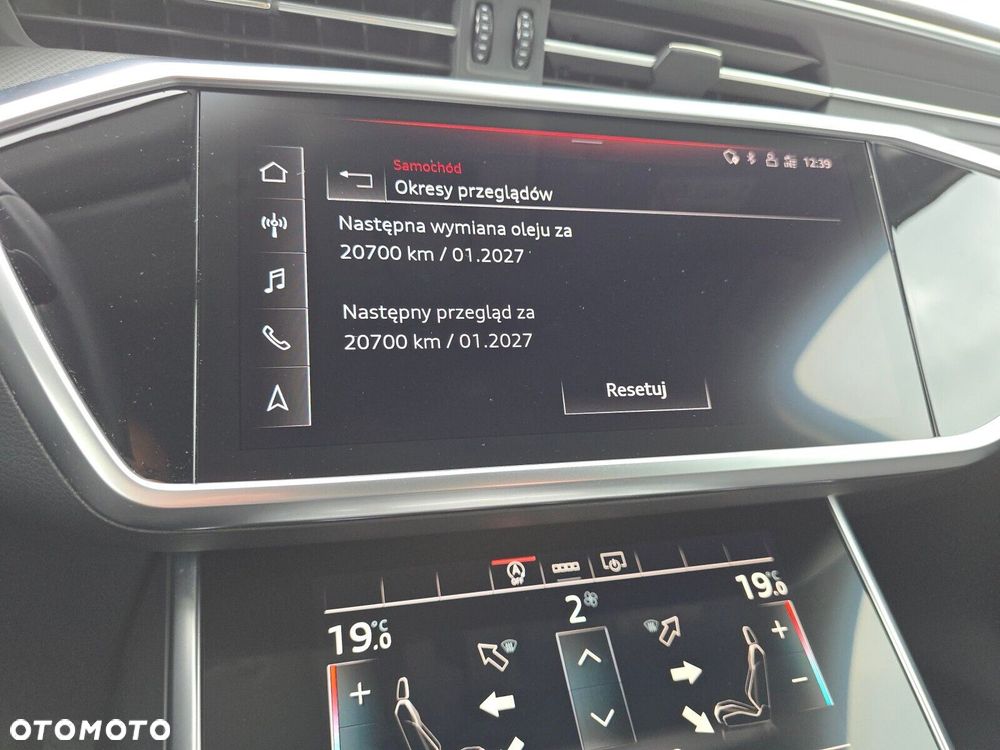 Samochód
12:39
Okresy przeglądów
Następna wymiana oleju za
20700 km / 01.2027
Następny przegląd za
20700 km / 01.2027
Resetuj
OFF
19.0 °C
2
19.0 °C
OTOMOTO